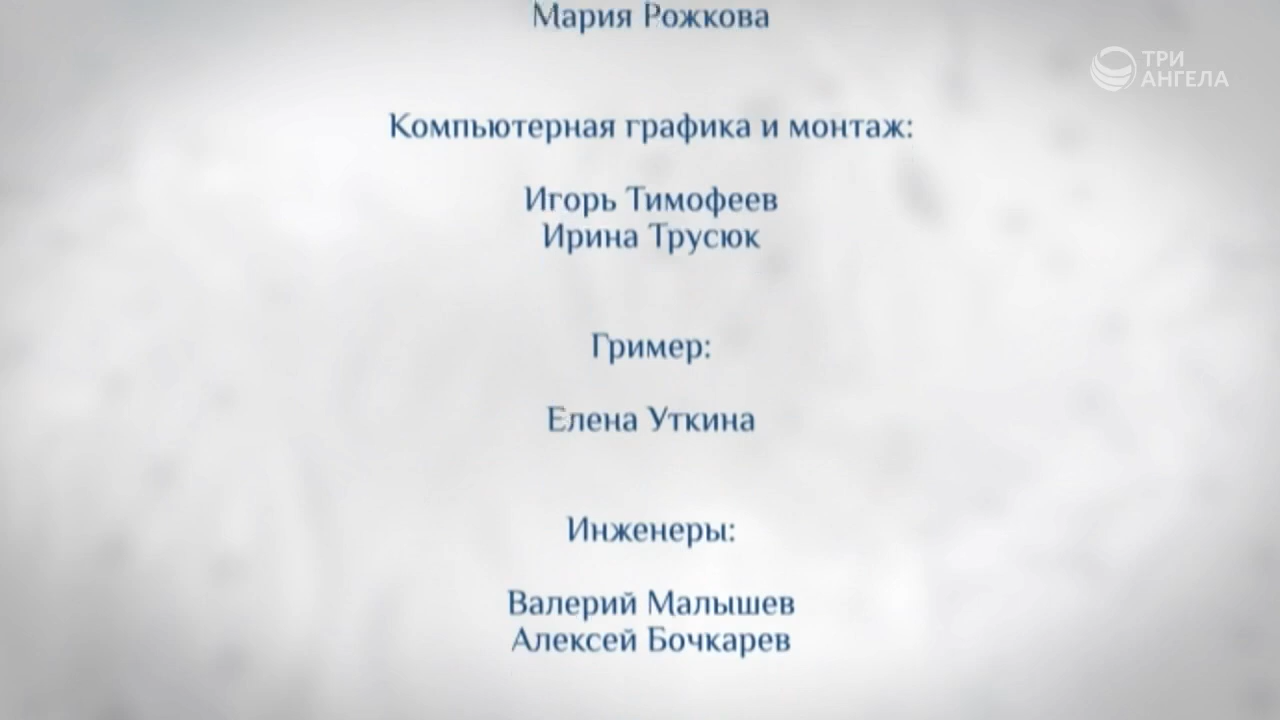 Мария Рожкова
ТРИ
АНГЕЛА
Компьютерная графика и монтаж:
Игорь Тимофеев
Ирина Трусюк
Гример:
Елена Уткина
Инженеры:
Валерий Малышев
Алексей Бочкарев